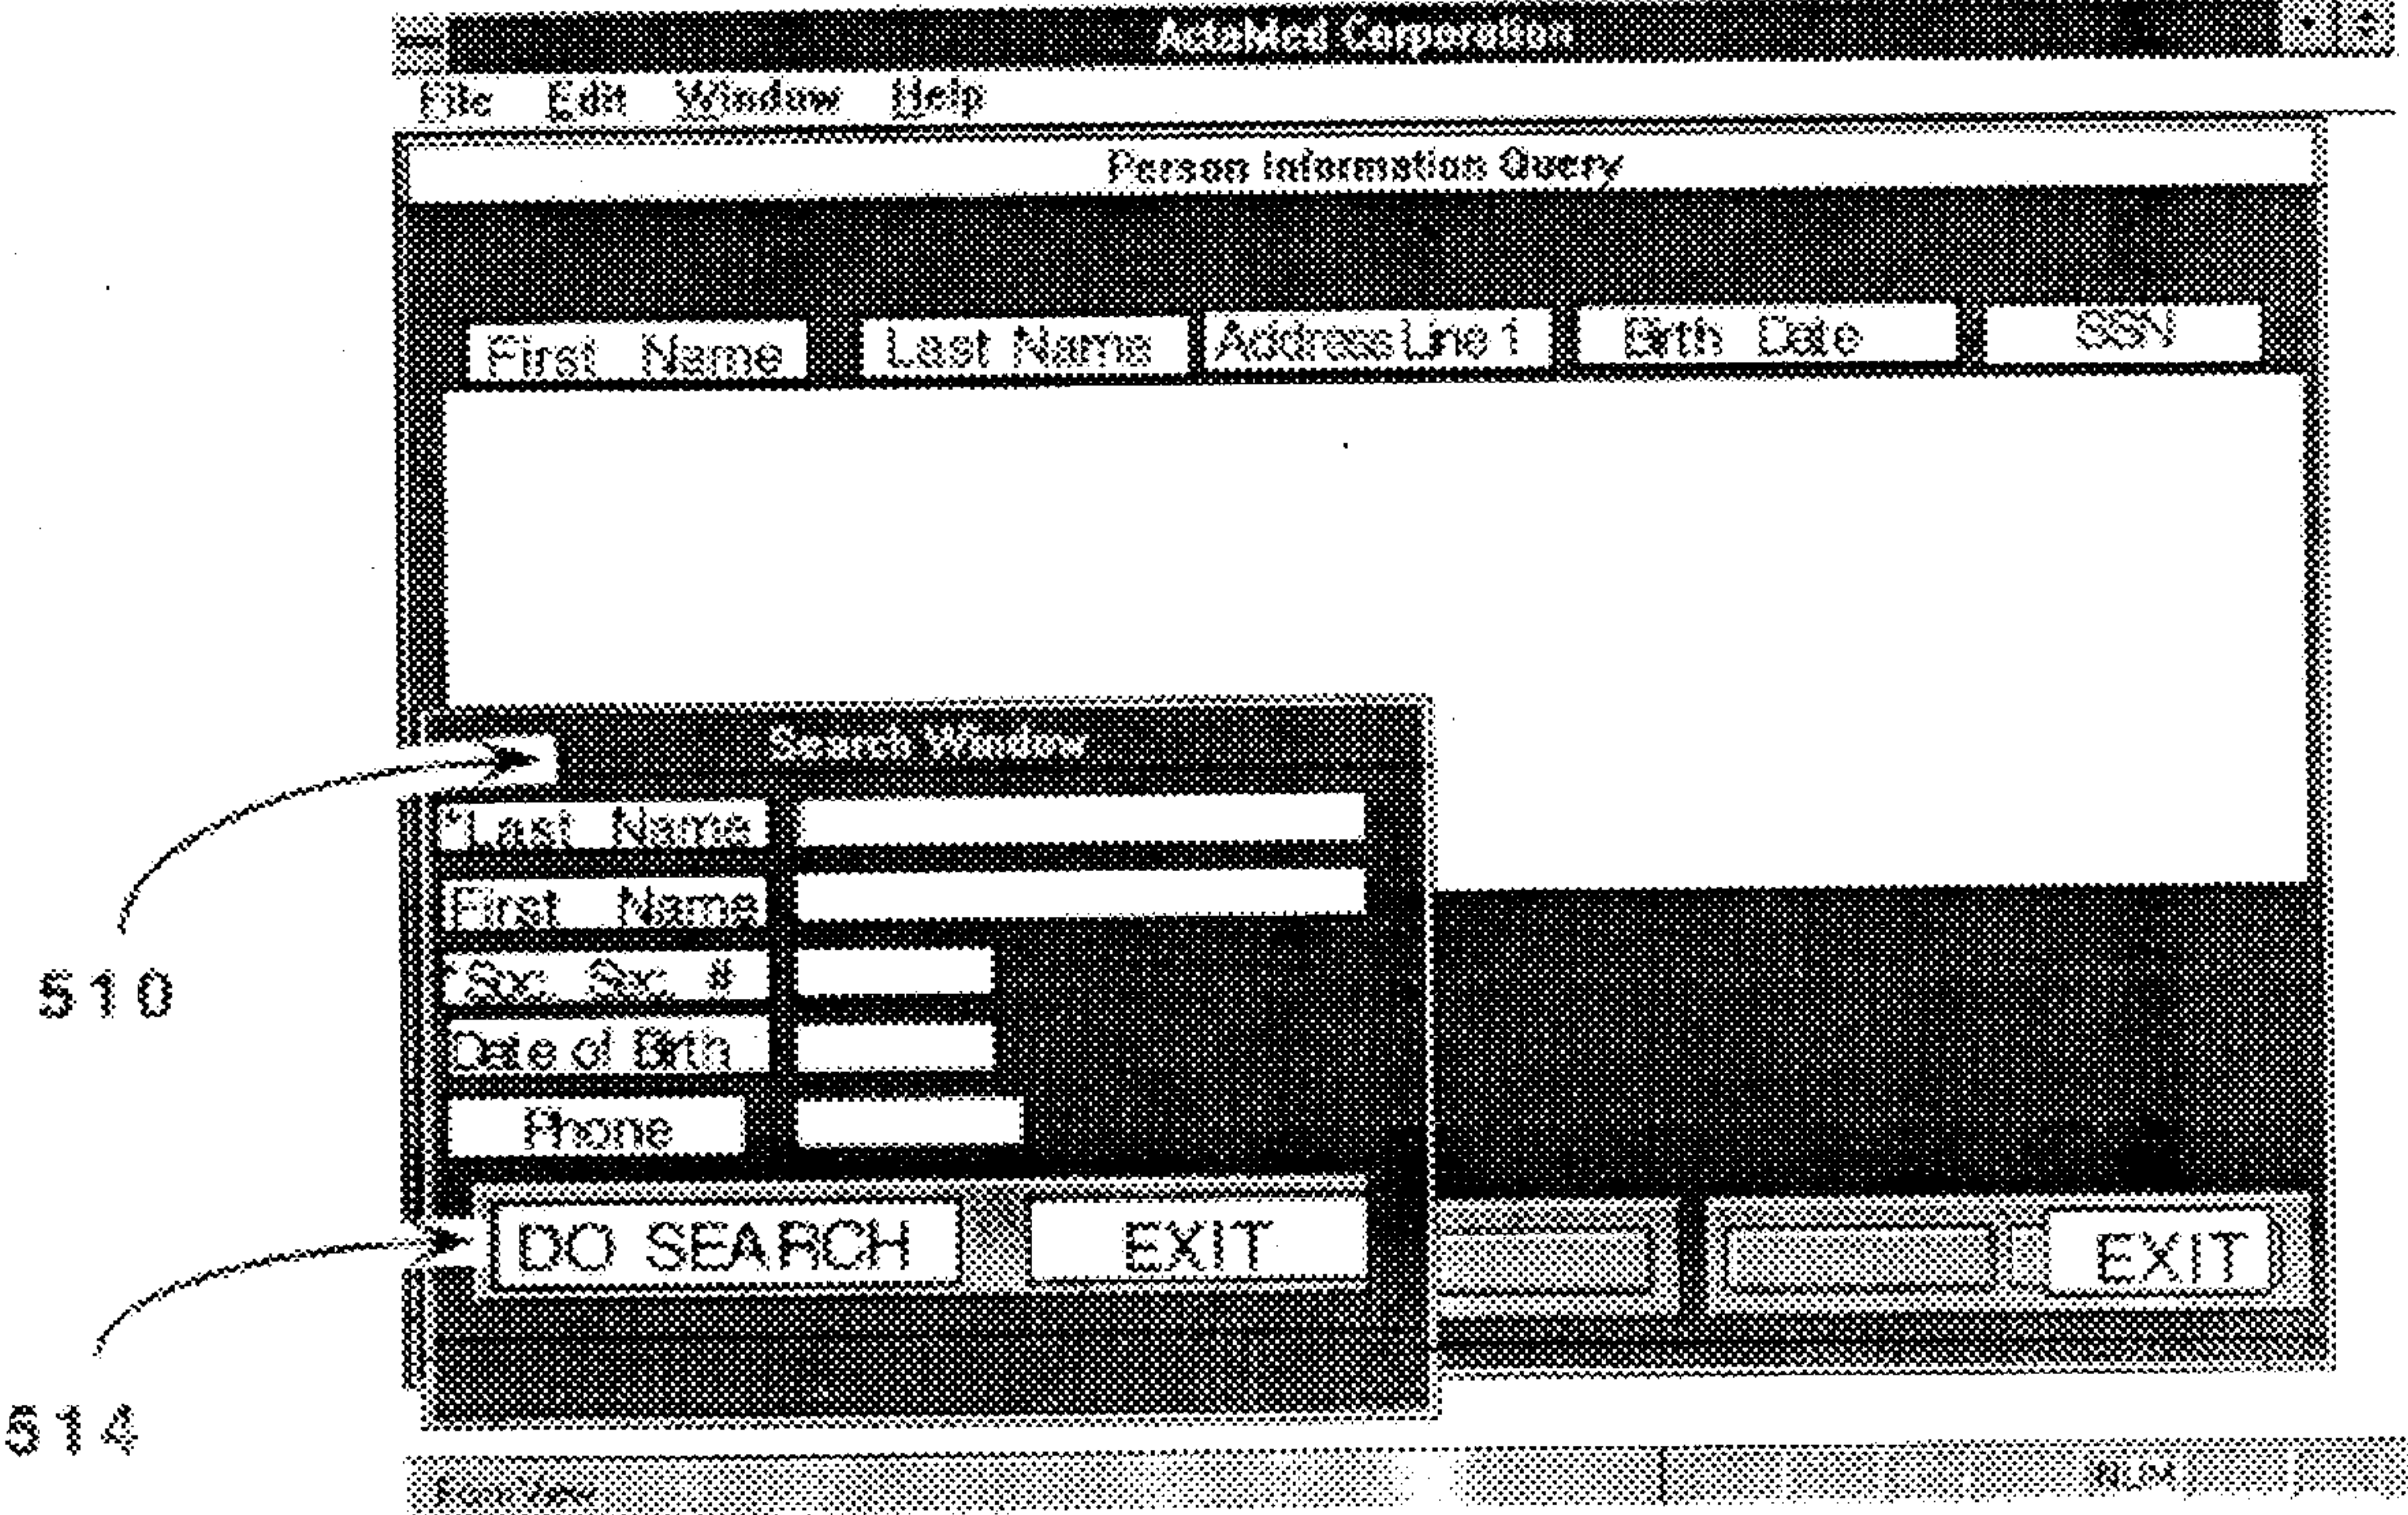 ActaMed Corporation
File Edit Window Help
Person Information Query
First Name Last Name Address Line 1 Birth Date SSN
Search Window
*Last Name
First Name
510
*Soc. Sec. #
Date of Birth
Phone
DO SEARCH EXIT EXIT
514
NUM